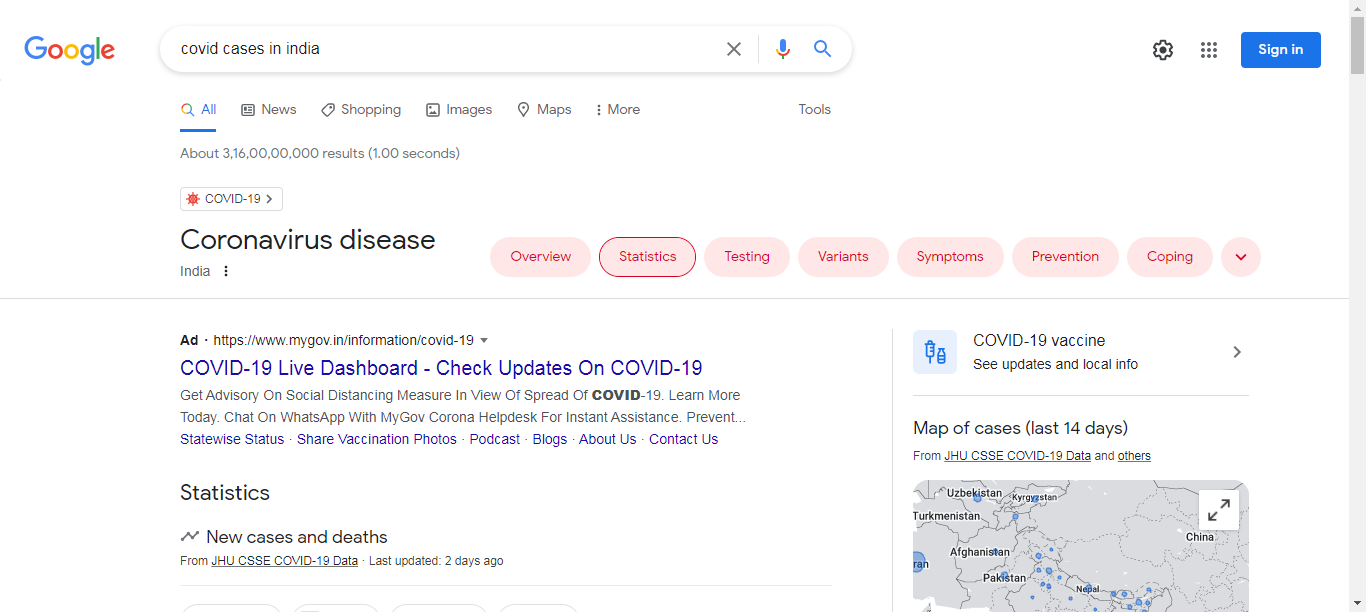 Google
covid cases in india
Sign in
All News Shopping Images Maps More Tools
About 3,16,00,00,000 results (1.00 seconds)
COVID-19
Coronavirus disease
India
Overview Statistics Testing Variants Symptoms Prevention Coping
Ad · https://www.mygov.in/information/covid-19
COVID-19 Live Dashboard - Check Updates On COVID-19
Get Advisory On Social Distancing Measure In View Of Spread Of COVID-19. Learn More
Today. Chat On WhatsApp With MyGov Corona Helpdesk For Instant Assistance. Prevent...
Statewise Status · Share Vaccination Photos · Podcast · Blogs · About Us · Contact Us
Statistics
New cases and deaths
From JHU CSSE COVID-19 Data · Last updated: 2 days ago
COVID-19 vaccine
See updates and local info
Map of cases (last 14 days)
From JHU CSSE COVID-19 Data and others
Uzbekistan
Kyrgyzstan
Turkmenistan
China
Afghanistan
ran
Pakistan
Nepal